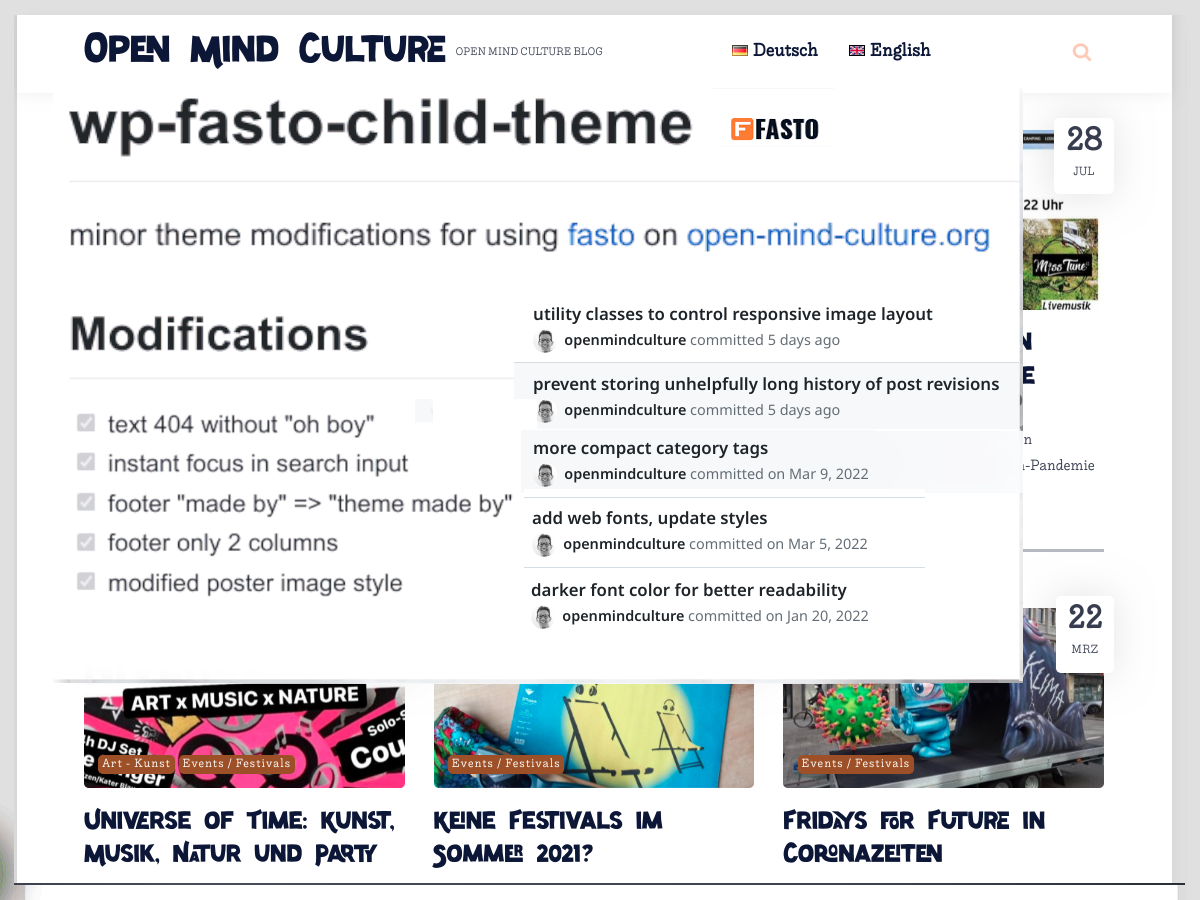 OPEN MIND CULTURE
OPEN MIND CULTURE BLOG
Deutsch
English
wp-fasto-child-theme
F FASTO
28
JUL
minor theme modifications for using fasto on open-mind-culture.org
22 Uhr
Miss Tune
Livemusik
Modifications
text 404 without "oh boy"
instant focus in search input
footer "made by" => "theme made by"
footer only 2 columns
modified poster image style
utility classes to control responsive image layout
openmindculture committed 5 days ago
prevent storing unhelpfully long history of post revisions
openmindculture committed 5 days ago
more compact category tags
openmindculture committed on Mar 9, 2022
add web fonts, update styles
openmindculture committed on Mar 5, 2022
darker font color for better readability
openmindculture committed on Jan 20, 2022
N
E
n
-Pandemie
22
MRZ
ART x MUSIC x NATURE
Solo-S
h DJ Set
Cou
KLIMA
Art - Kunst
Events / Festivals
Events / Festivals
Events / Festivals
UNIVERSE OF TIME: KUNST,
MUSIK, NATUR UND PARTY
KEINE FESTIVALS IM
SOMMER 2021?
FRIDAYS FOR FUTURE IN
CORONAZEITEN